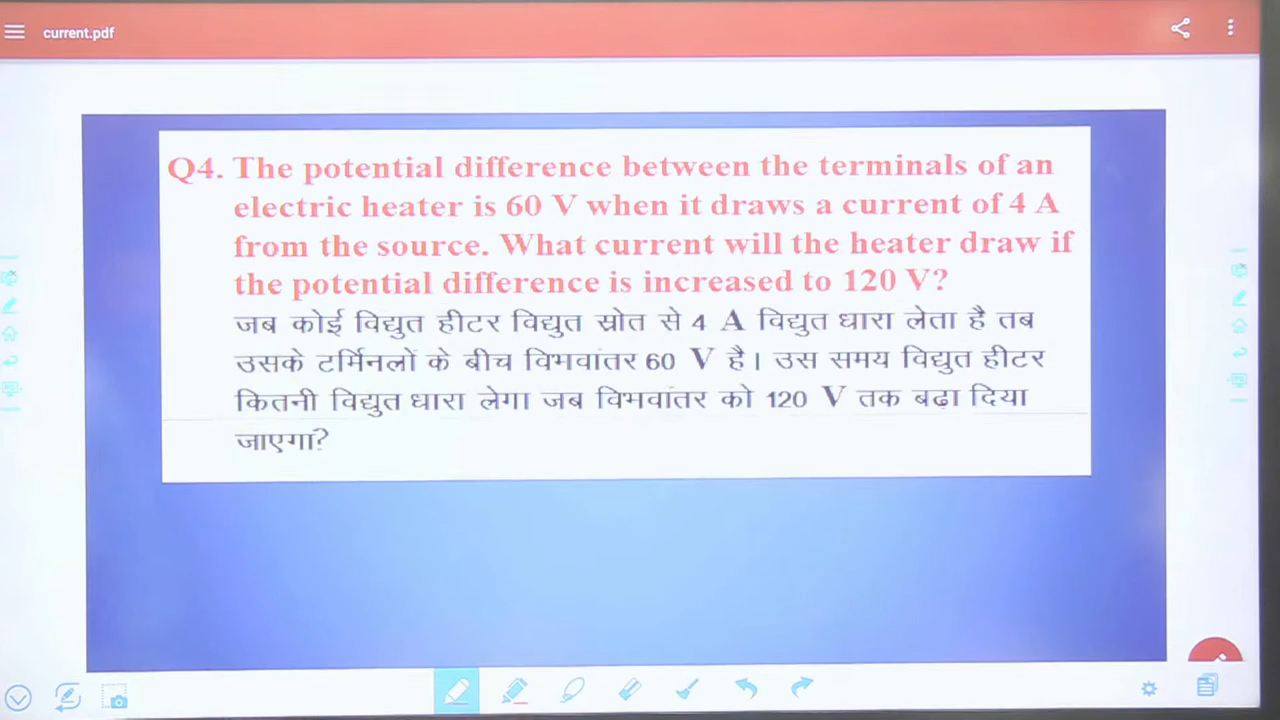 current.pdf
Q4. The potential difference between the terminals of an
electric heater is 60 V when it draws a current of 4 A
from the source. What current will the heater draw if
the potential difference is increased to 120 V?
जब कोई विद्युत हीटर विद्युत स्रोत से 4 A विद्युत धारा लेता है तब
उसके टर्मिनलों के बीच विभवांतर 60 V है। उस समय विद्युत हीटर
कितनी विद्युत धारा लेगा जब विभवांतर को 120 V तक बढ़ा दिया
जाएगा?